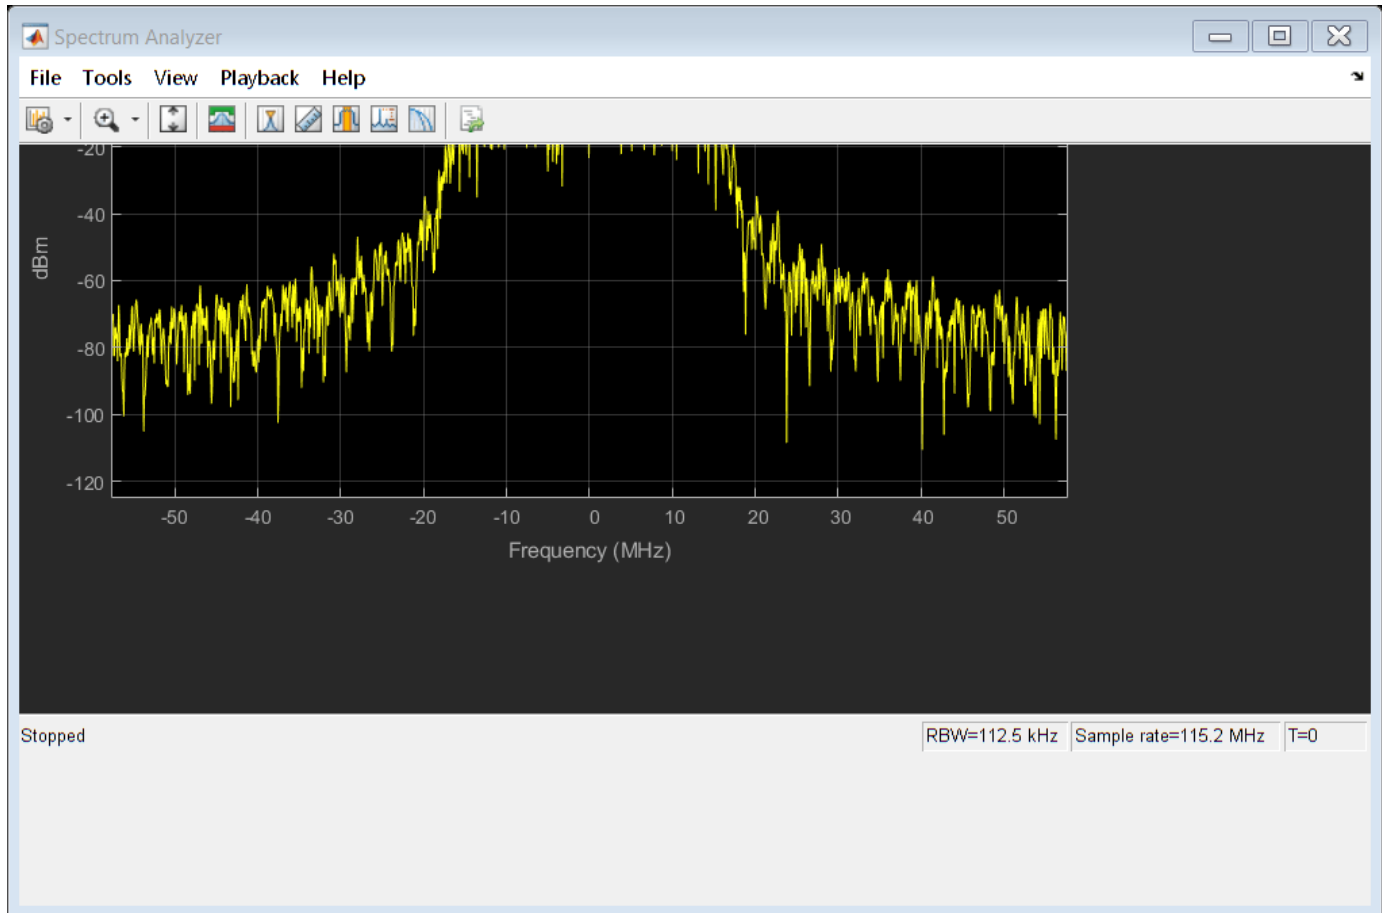 Spectrum Analyzer
File Tools View Playback Help
-20
-40
-60
-80
-100
-120
dBm
-50 -40 -30 -20 -10 0 10 20 30 40 50
Frequency (MHz)
Stopped RBW=112.5 kHz Sample rate=115.2 MHz T=0